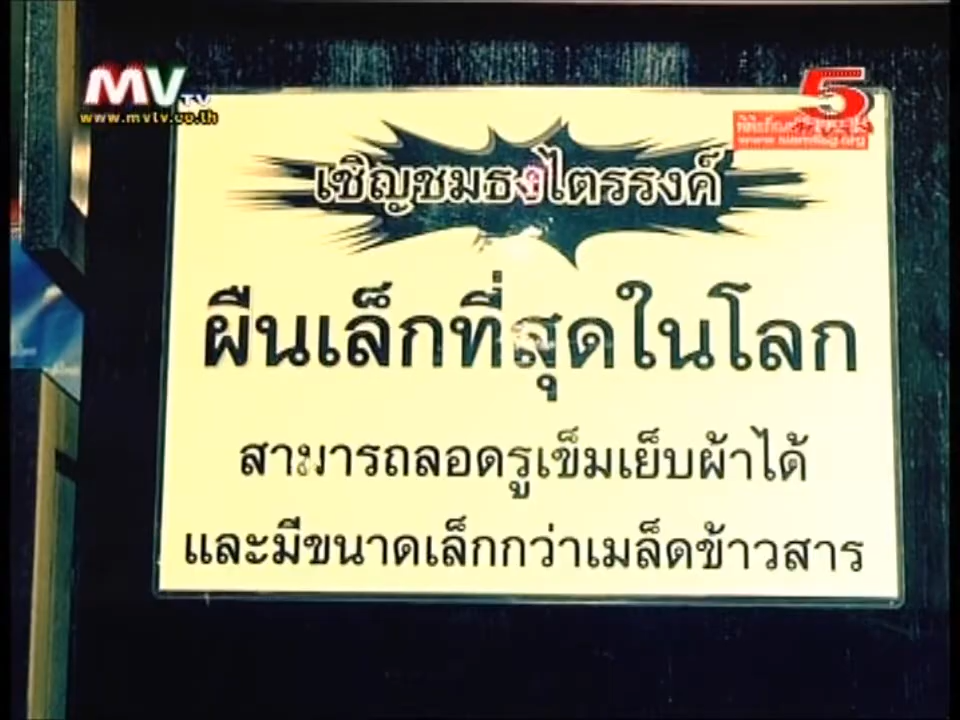 MVTV
www.mvtv.co.th
5
เชิญชมธงไตรรงค์
ผืนเล็กที่สุดในโลก
สามารถลอดรูเข็มเย็บผ้าได้
และมีขนาดเล็กกว่าเมล็ดข้าวสาร